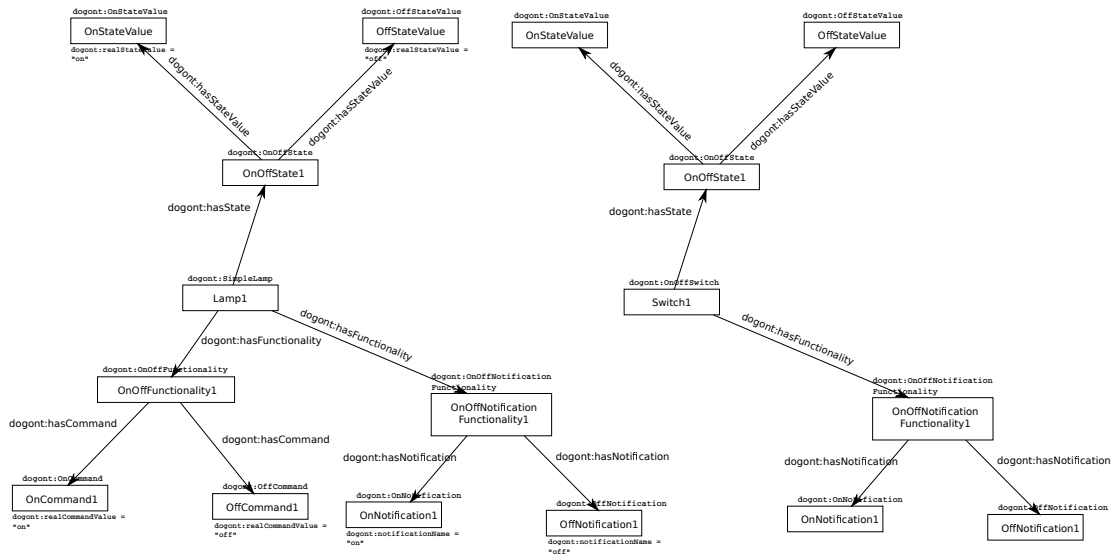 dogont:OnStateValue
OnStateValue
dogont:realStateValue =
"on"
dogont:OffStateValue
OffStateValue
dogont:realStateValue =
"off"
dogont:hasStateValue
dogont:hasStateValue
dogont:OnOffState
OnOffState1
dogont:hasState
dogont:SimpleLamp
Lamp1
dogont:hasFunctionality
dogont:hasFunctionality
dogont:OnOffFunctionality
OnOffFunctionality1
dogont:hasCommand
dogont:hasCommand
dogont:OnCommand
OnCommand1
dogont:realCommandValue =
"on"
dogont:OffCommand
OffCommand1
dogont:realCommandValue =
"off"
dogont:OnOffNotification
Functionality
OnOffNotification
Functionality1
dogont:hasNotification
dogont:hasNotification
dogont:OnNotification
OnNotification1
dogont:notificationName =
"on"
dogont:OffNotification
OffNotification1
dogont:notificationName =
"off"
dogont:OnStateValue
OnStateValue
dogont:OffStateValue
OffStateValue
dogont:hasStateValue
dogont:hasStateValue
dogont:OnOffState
OnOffState1
dogont:hasState
dogont:OnOffSwitch
Switch1
dogont:hasFunctionality
dogont:OnOffNotification
Functionality
OnOffNotification
Functionality1
dogont:hasNotification
dogont:hasNotification
dogont:OnNotification
OnNotification1
dogont:OffNotification
OffNotification1